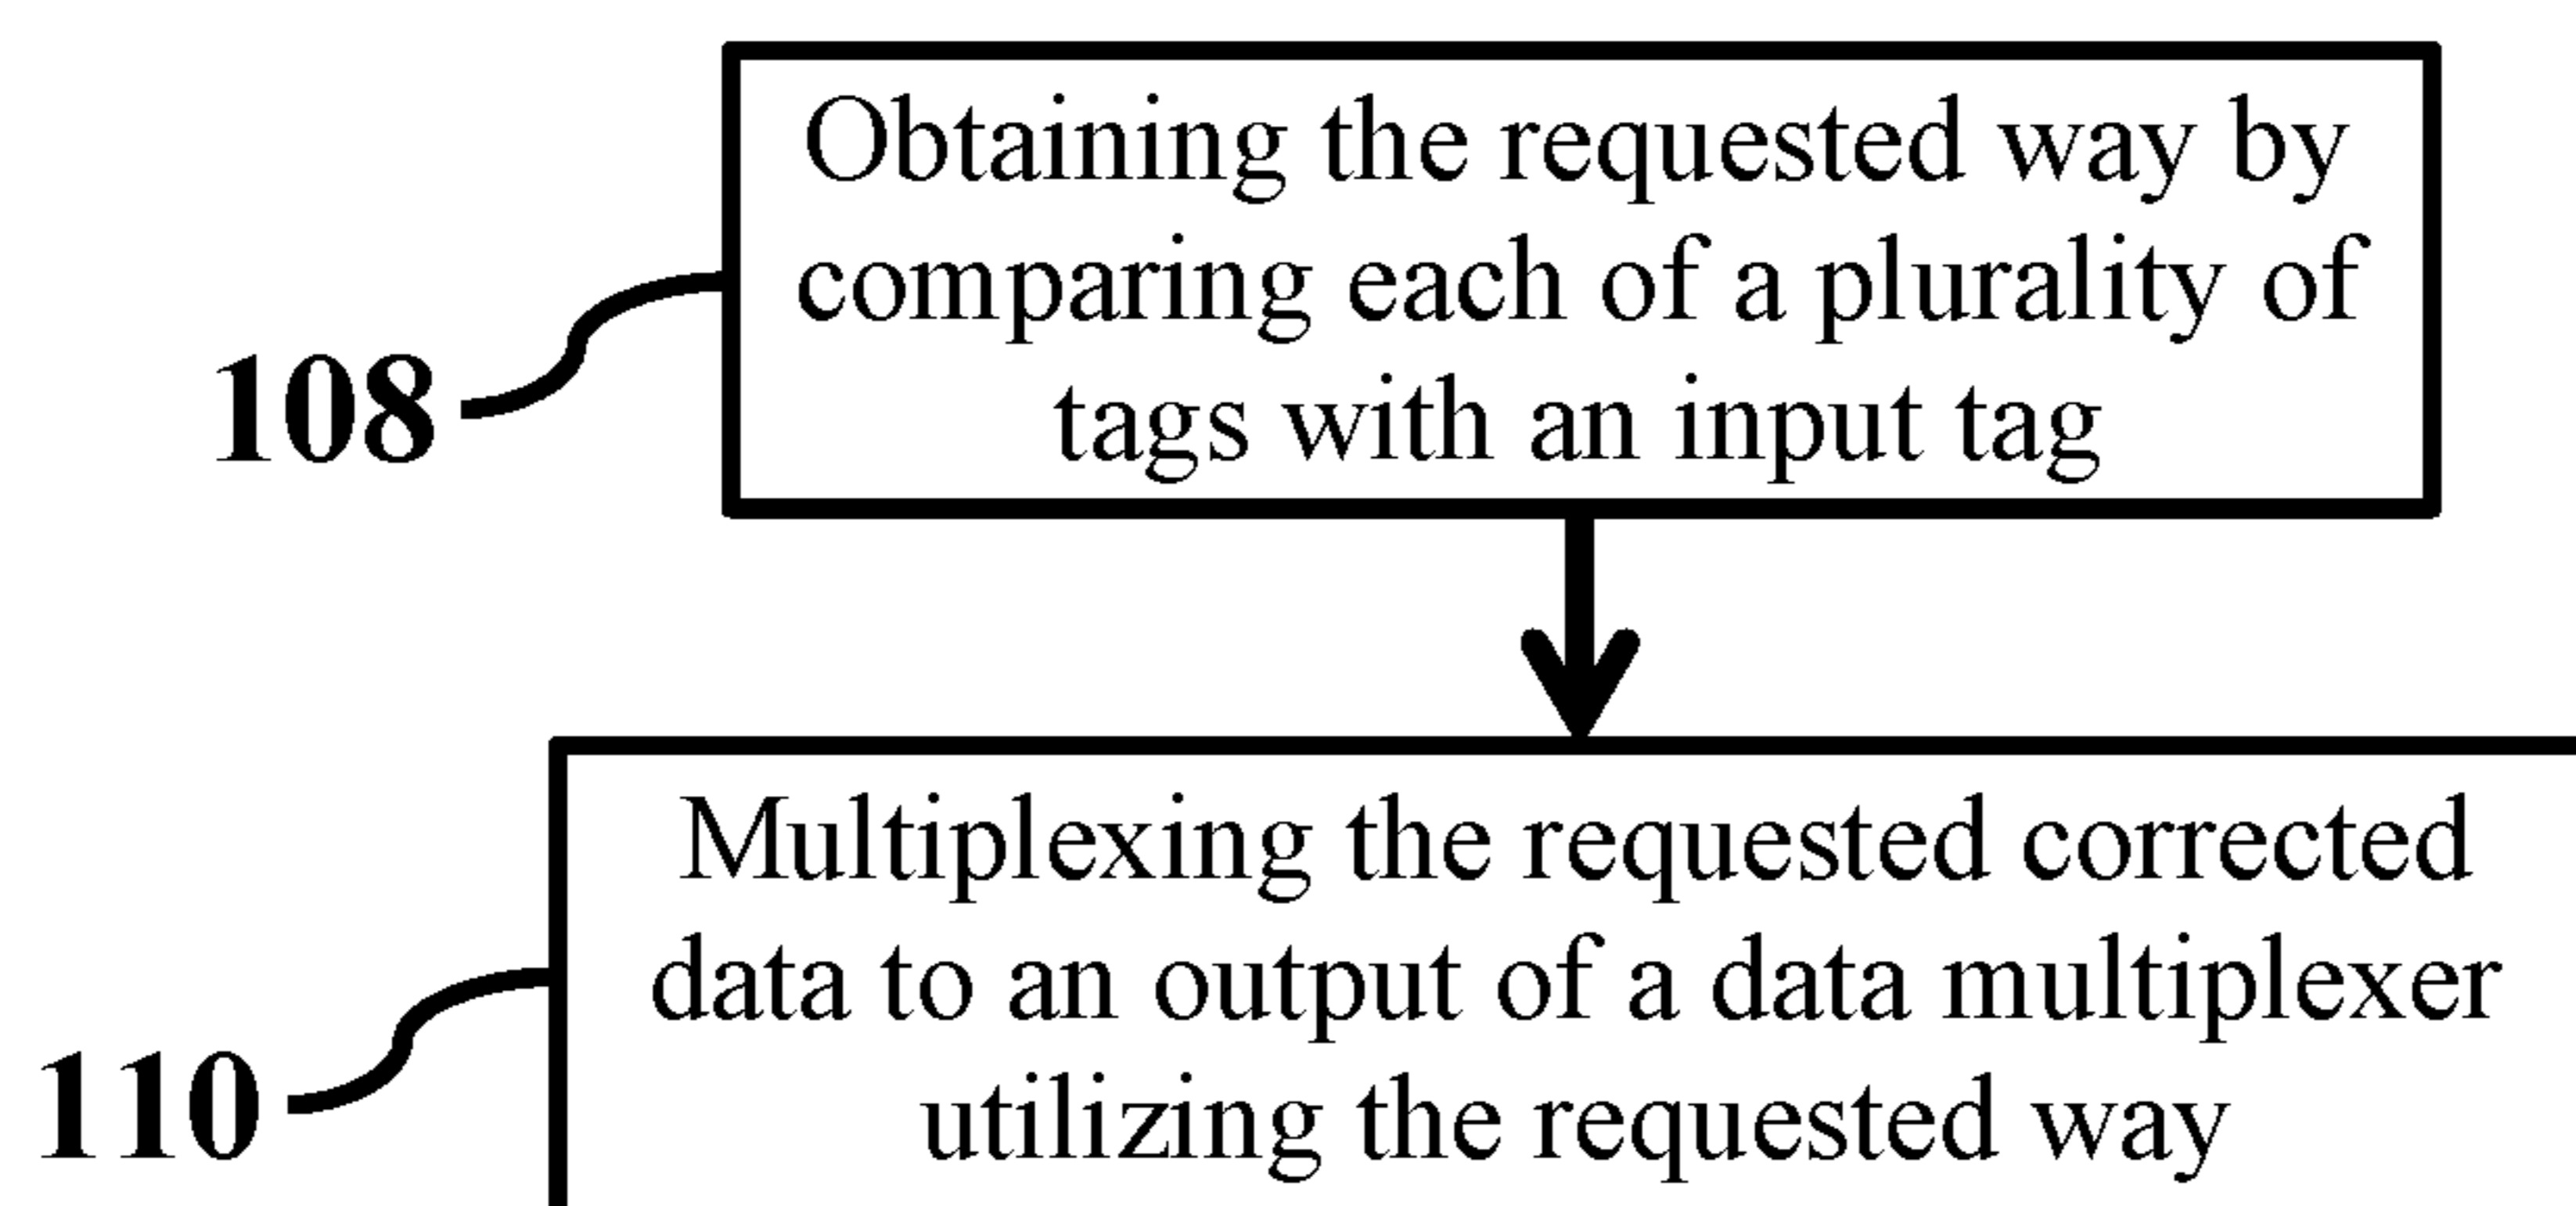 Obtaining the requested way by
comparing each of a plurality of
tags with an input tag
108
Multiplexing the requested corrected
data to an output of a data multiplexer
utilizing the requested way
110